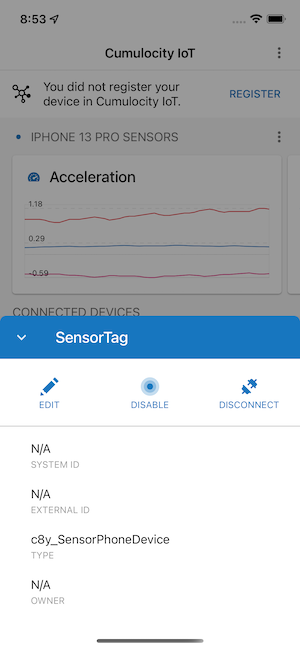 8:53
Cumulocity IoT
You did not register your
device in Cumulocity IoT.
REGISTER
IPHONE 13 PRO SENSORS
Acceleration
1.18
0.29
-0.59
CONNECTED DEVICES
SensorTag
EDIT
DISABLE
DISCONNECT
N/A
SYSTEM ID
N/A
EXTERNAL ID
c8y_SensorPhoneDevice
TYPE
N/A
OWNER